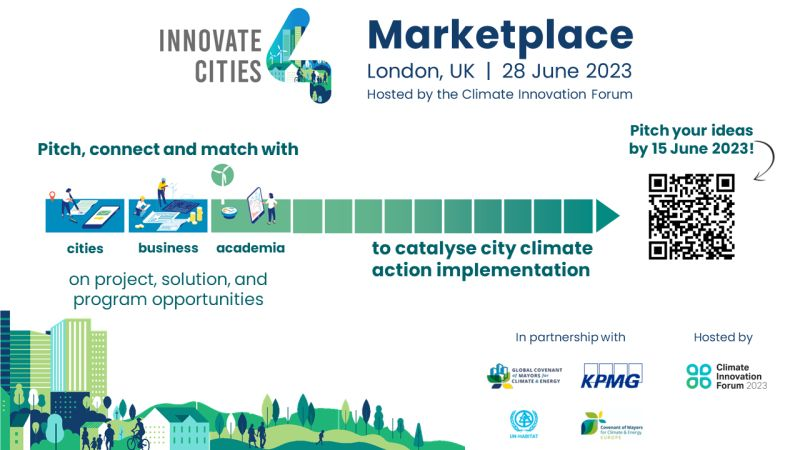 INNOVATE
CITIES
4
Marketplace
London, UK | 28 June 2023
Hosted by the Climate Innovation Forum
Pitch your ideas
by 15 June 2023!
Pitch, connect and match with
cities
business
academia
on project, solution, and
program opportunities
to catalyse city climate
action implementation
In partnership with
Hosted by
GLOBAL COVENANT
of MAYORS for
CLIMATE & ENERGY
KPMG
Climate
Innovation
Forum 2023
UN-HABITAT
Covenant of Mayors
for Climate & Energy
EUROPE